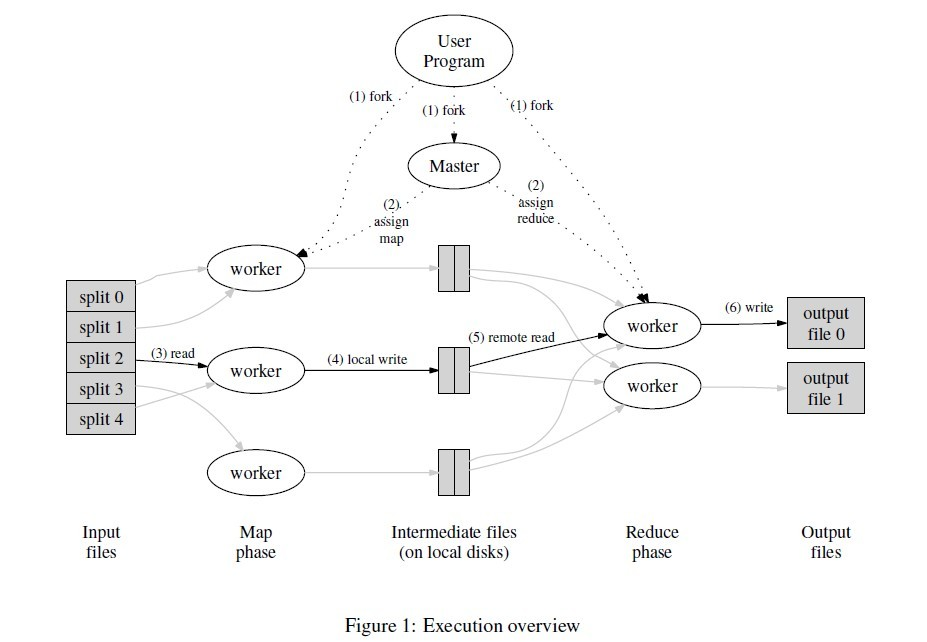 User
Program
(1) fork
(1) fork
(1) fork
Master
(2)
assign
map
(2)
assign
reduce
worker
split 0
split 1
split 2
split 3
split 4
(3) read
worker
(4) local write
worker
(5) remote read
worker
(6) write
output
file 0
worker
output
file 1
Input
files
Map
phase
Intermediate files
(on local disks)
Reduce
phase
Output
files
Figure 1: Execution overview